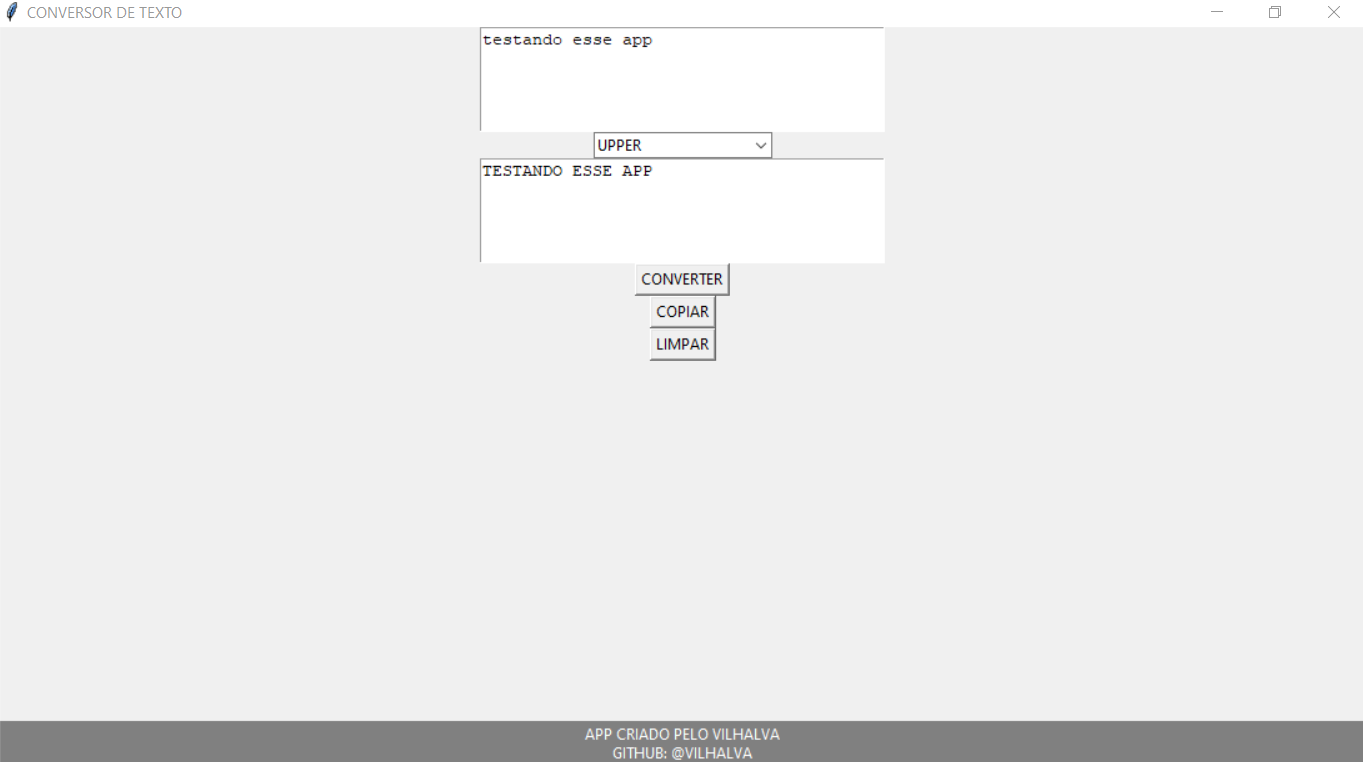 CONVERSOR DE TEXTO
testando esse app
UPPER
TESTANDO ESSE APP
CONVERTER
COPIAR
LIMPAR
APP CRIADO PELO VILHALVA
GITHUB: @VILHALVA